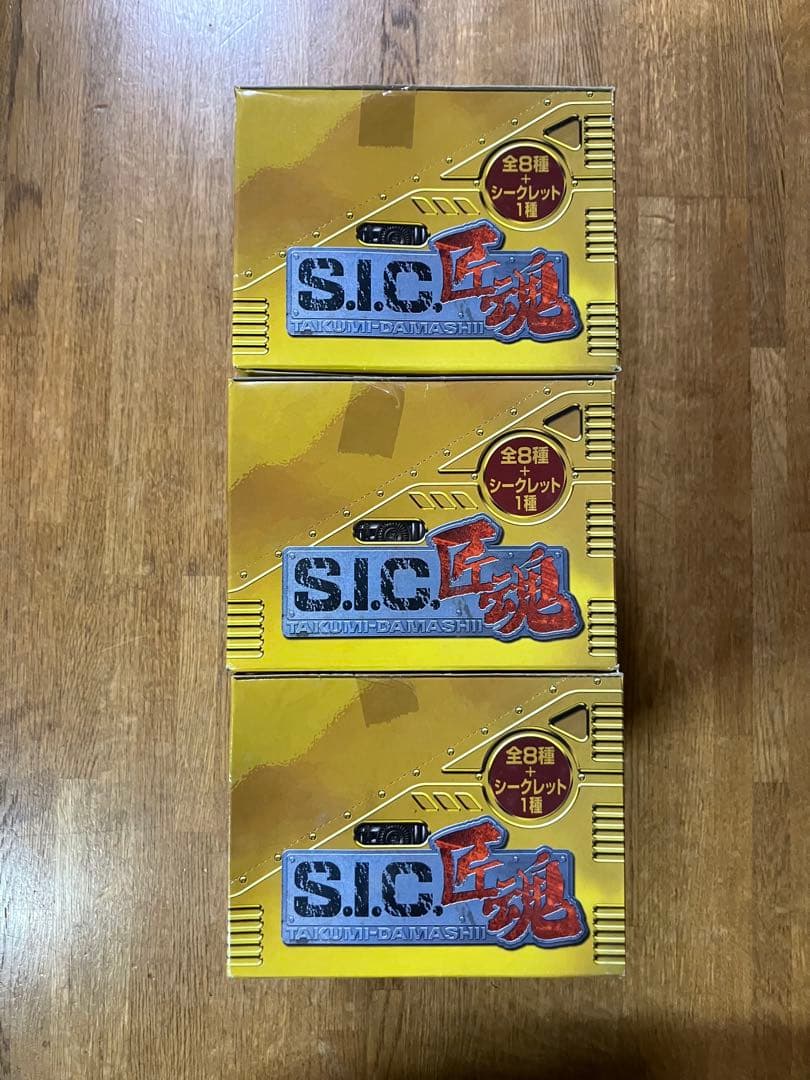 全8種
+
シークレット
1種
S.I.C.匠魂
TAKUMI-DAMASHII
全8種
+
シークレット
1種
S.I.C.匠魂
TAKUMI-DAMASHII
全8種
+
シークレット
1種
S.I.C.匠魂
TAKUMI-DAMASHII